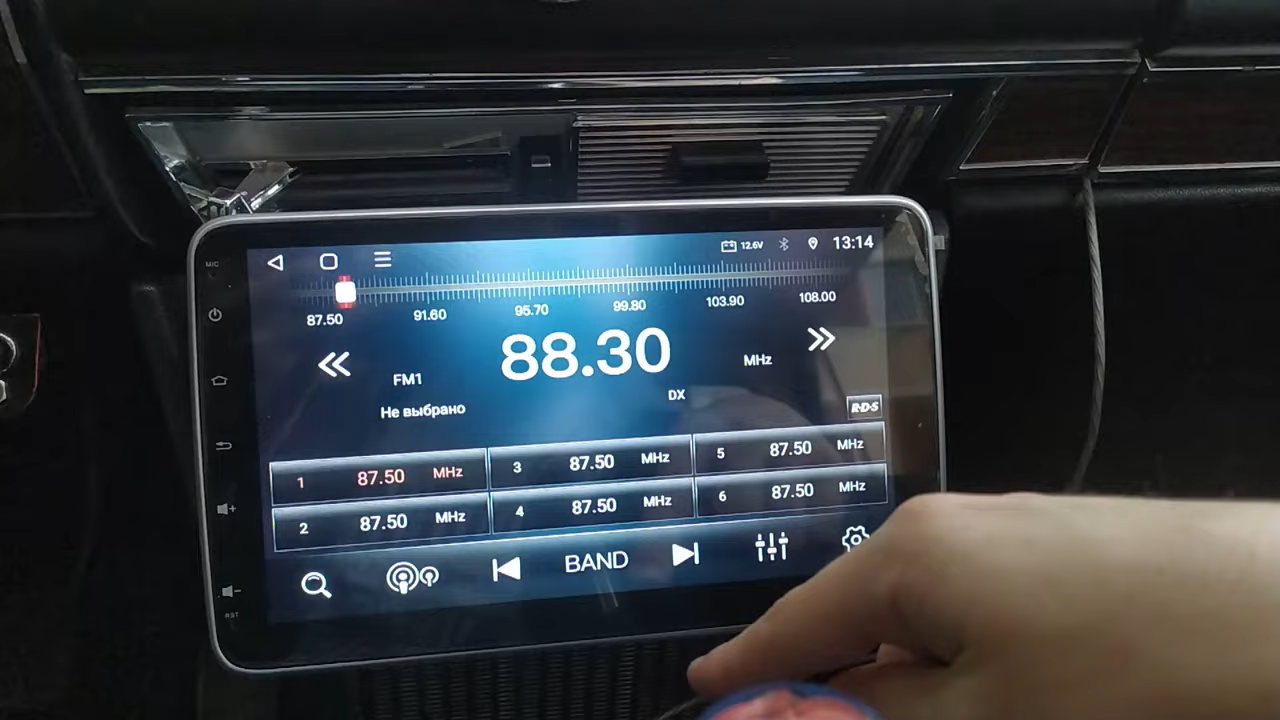 MIC
12.6V 13:14
87.50 91.60 95.70 99.80 103.90 108.00
88.30 MHz
FM1 DX
Не выбрано
R·D·S
1 87.50 MHz 3 87.50 MHz 5 87.50 MHz
2 87.50 MHz 4 87.50 MHz 6 87.50 MHz
BAND
RST